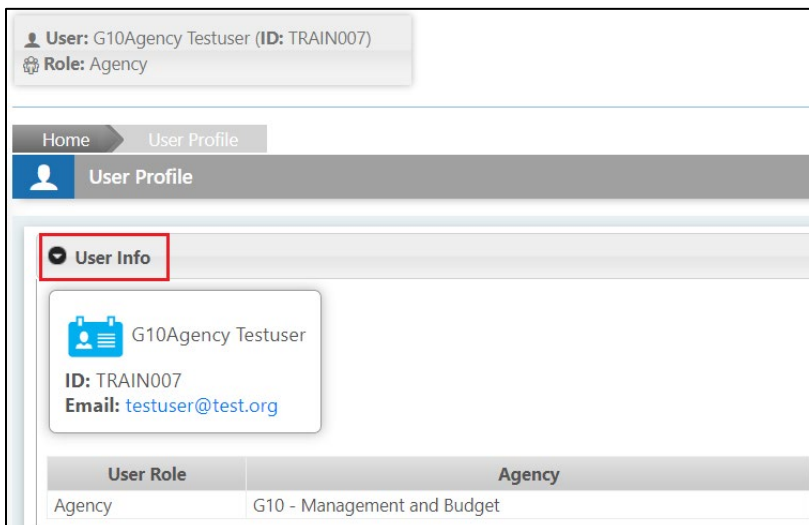 User: G10Agency Testuser (ID: TRAIN007)
Role: Agency
Home User Profile
User Profile
User Info
G10Agency Testuser
ID: TRAIN007
Email: testuser@test.org
User Role Agency
Agency G10 - Management and Budget